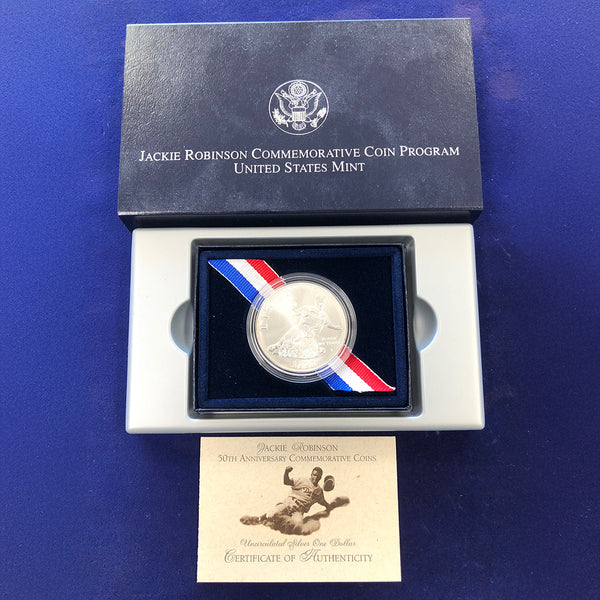 JACKIE ROBINSON COMMEMORATIVE COIN PROGRAM
UNITED STATES MINT
JACKIE ROBINSON
50TH ANNIVERSARY COMMEMORATIVE COINS
Uncirculated Silver One Dollar
CERTIFICATE OF AUTHENTICITY